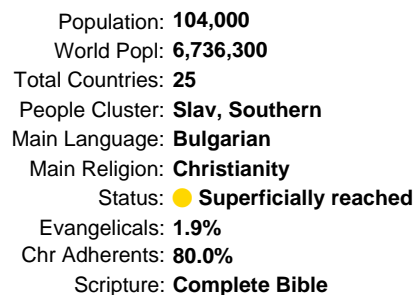 Population: 104,000
World Popl: 6,736,300
Total Countries: 25
People Cluster: Slav, Southern
Main Language: Bulgarian
Main Religion: Christianity
Status: Superficially reached
Evangelicals: 1.9%
Chr Adherents: 80.0%
Scripture: Complete Bible